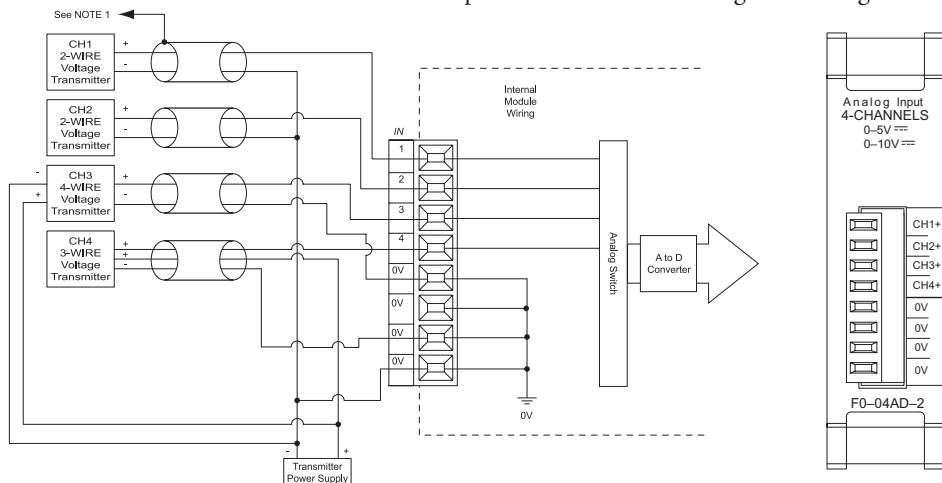 See NOTE 1
CH1
2–WIRE
Voltage
Transmitter
+
-
CH2
2–WIRE
Voltage
Transmitter
+
-
CH3
4–WIRE
Voltage
Transmitter
-
+
+
-
CH4
3–WIRE
Voltage
Transmitter
+
+
-
IN
1
2
3
4
0V
0V
0V
0V
Internal
Module
Wiring
Analog Switch
A to D
Converter
0V
-
+
Transmitter
Power Supply
Analog Input
4-CHANNELS
0–5V
0–10V
CH1+
CH2+
CH3+
CH4+
0V
0V
0V
0V
F0–04AD–2